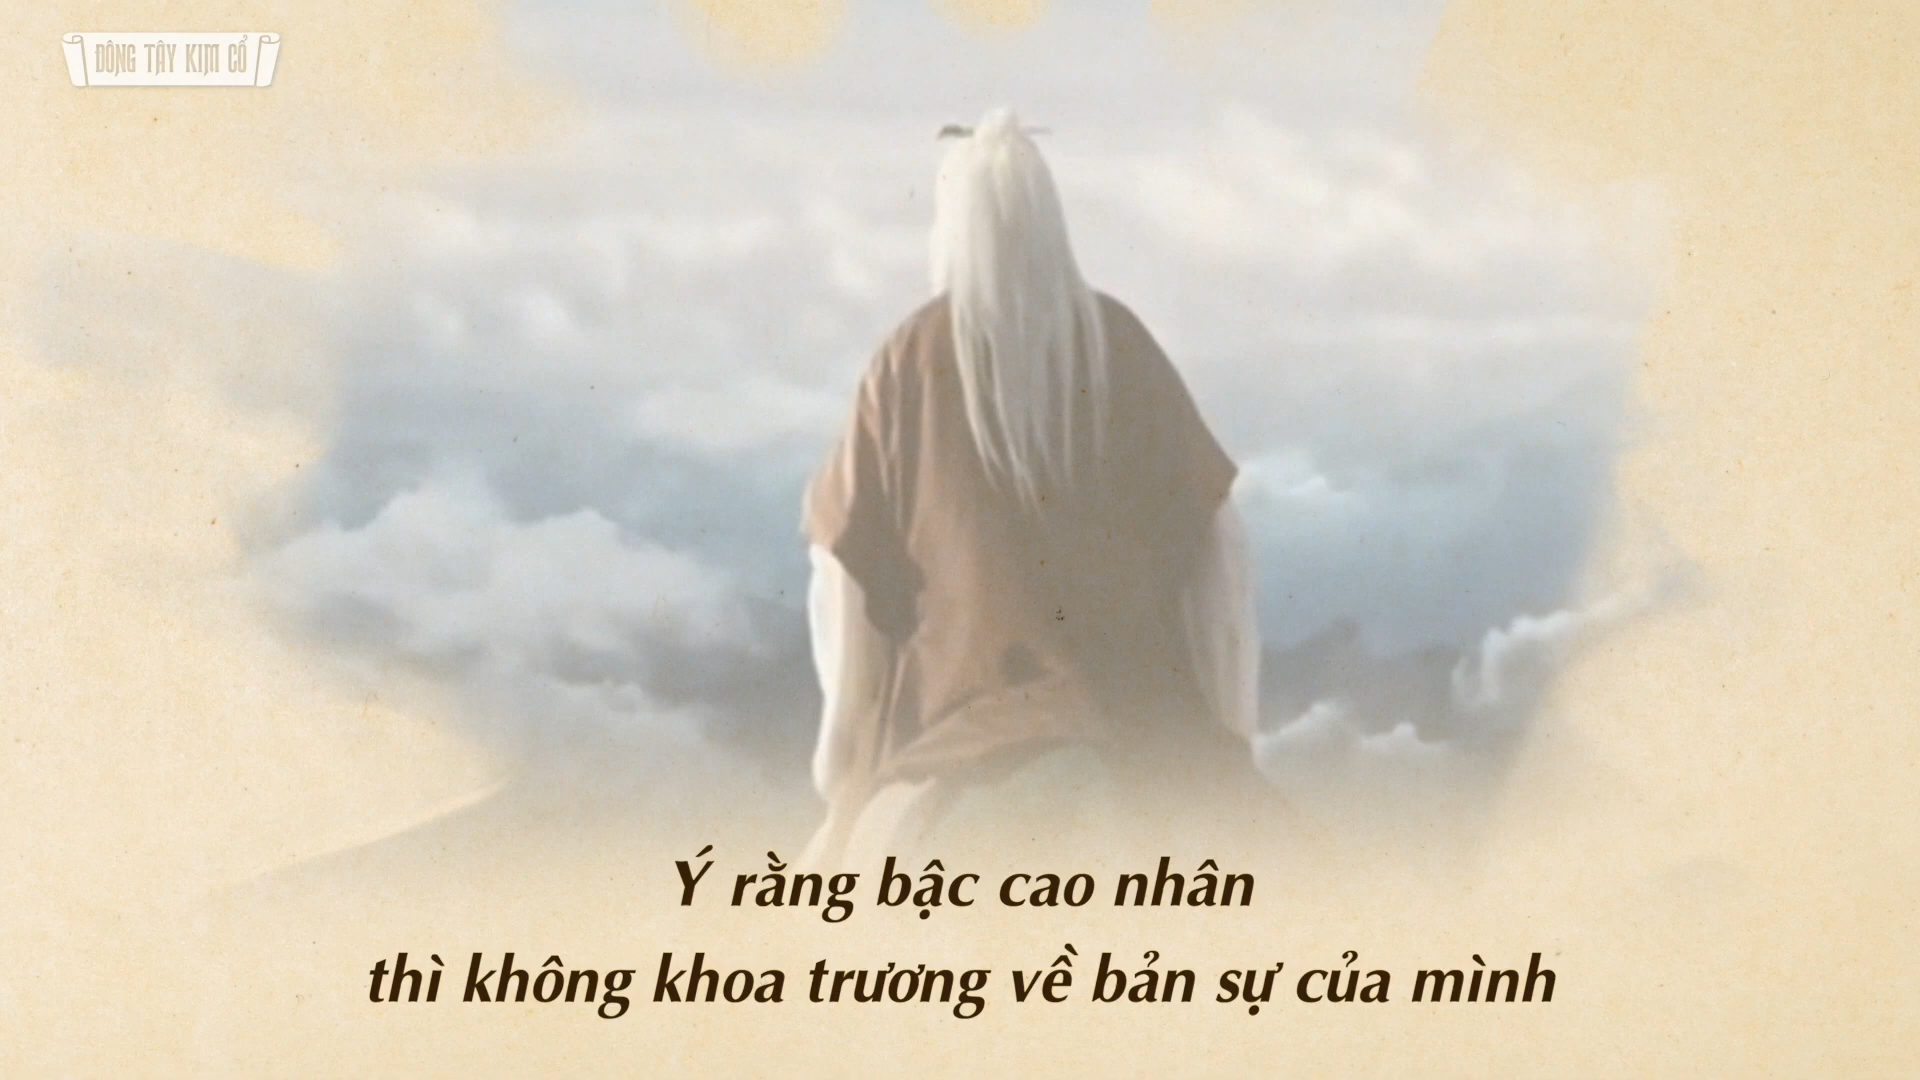 ĐÔNG TÂY KIM CỔ
Ý rằng bậc cao nhân
thì không khoa trương về bản sự của mình